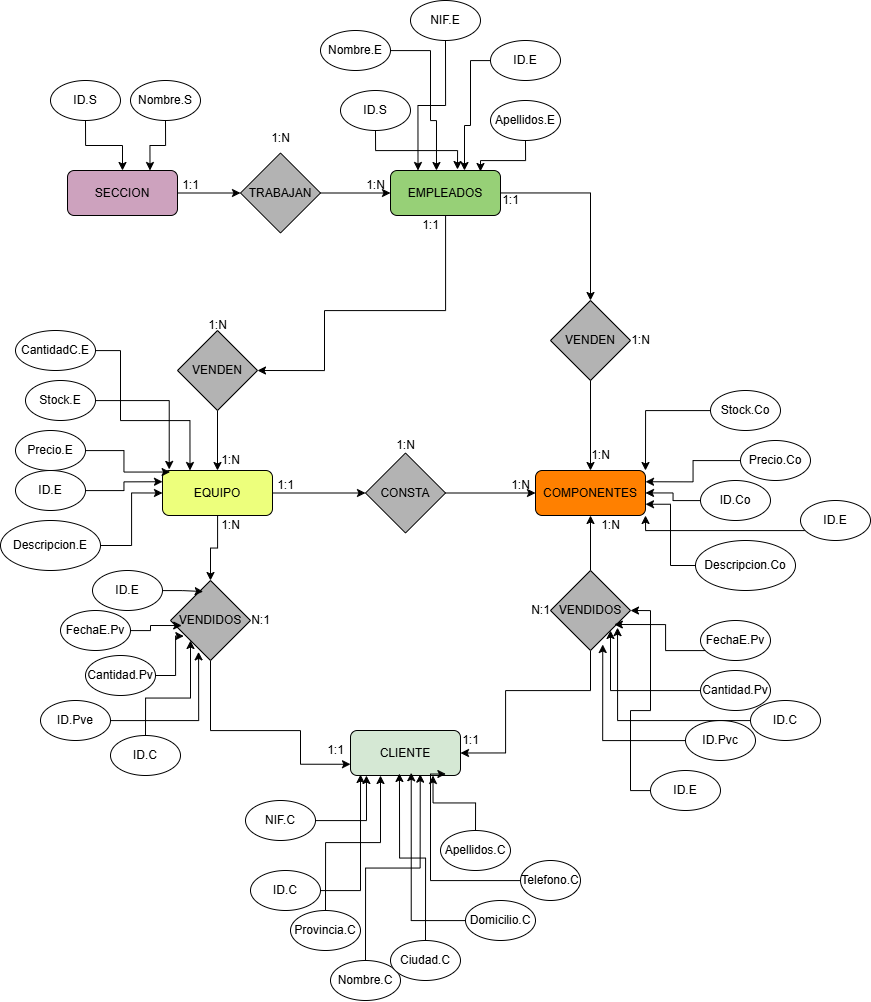 NIF.E
Nombre.E
ID.E
ID.S
Nombre.S
ID.S
Apellidos.E
1:N
SECCION
1:1
TRABAJAN
1:N
EMPLEADOS
1:1
1:1
1:N
VENDEN
VENDEN
1:N
CantidadC.E
Stock.E
Stock.Co
Precio.E
1:N
1:N
1:N
Precio.Co
ID.E
EQUIPO
1:1
CONSTA
1:N
COMPONENTES
ID.Co
ID.E
Descripcion.E
1:N
1:N
Descripcion.Co
ID.E
VENDIDOS
N:1
N:1
VENDIDOS
FechaE.Pv
FechaE.Pv
Cantidad.Pv
Cantidad.Pv
ID.Pve
ID.C
ID.C
ID.Pvc
1:1
CLIENTE
1:1
ID.E
NIF.C
Apellidos.C
ID.C
Telefono.C
Provincia.C
Domicilio.C
Ciudad.C
Nombre.C